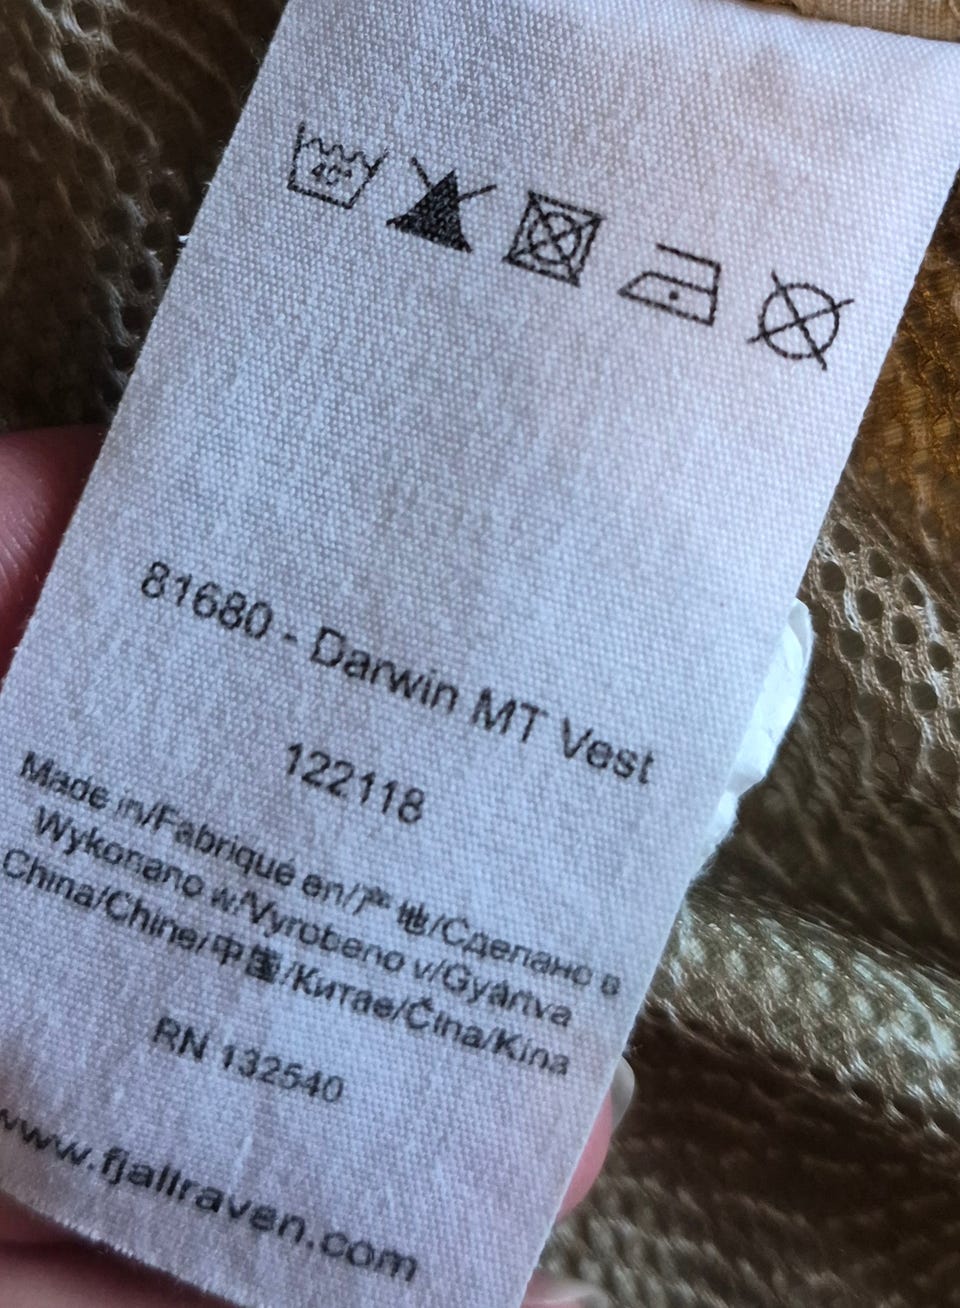 40°
81680 - Darwin MT Vest
122118
Made in/Fabriqué en/产地/Сделано в
Wykonano w/Vyrobeno v/Gyártva
China/Chine/中国/Китае/Čína/Kína
RN 132540
www.fjallraven.com